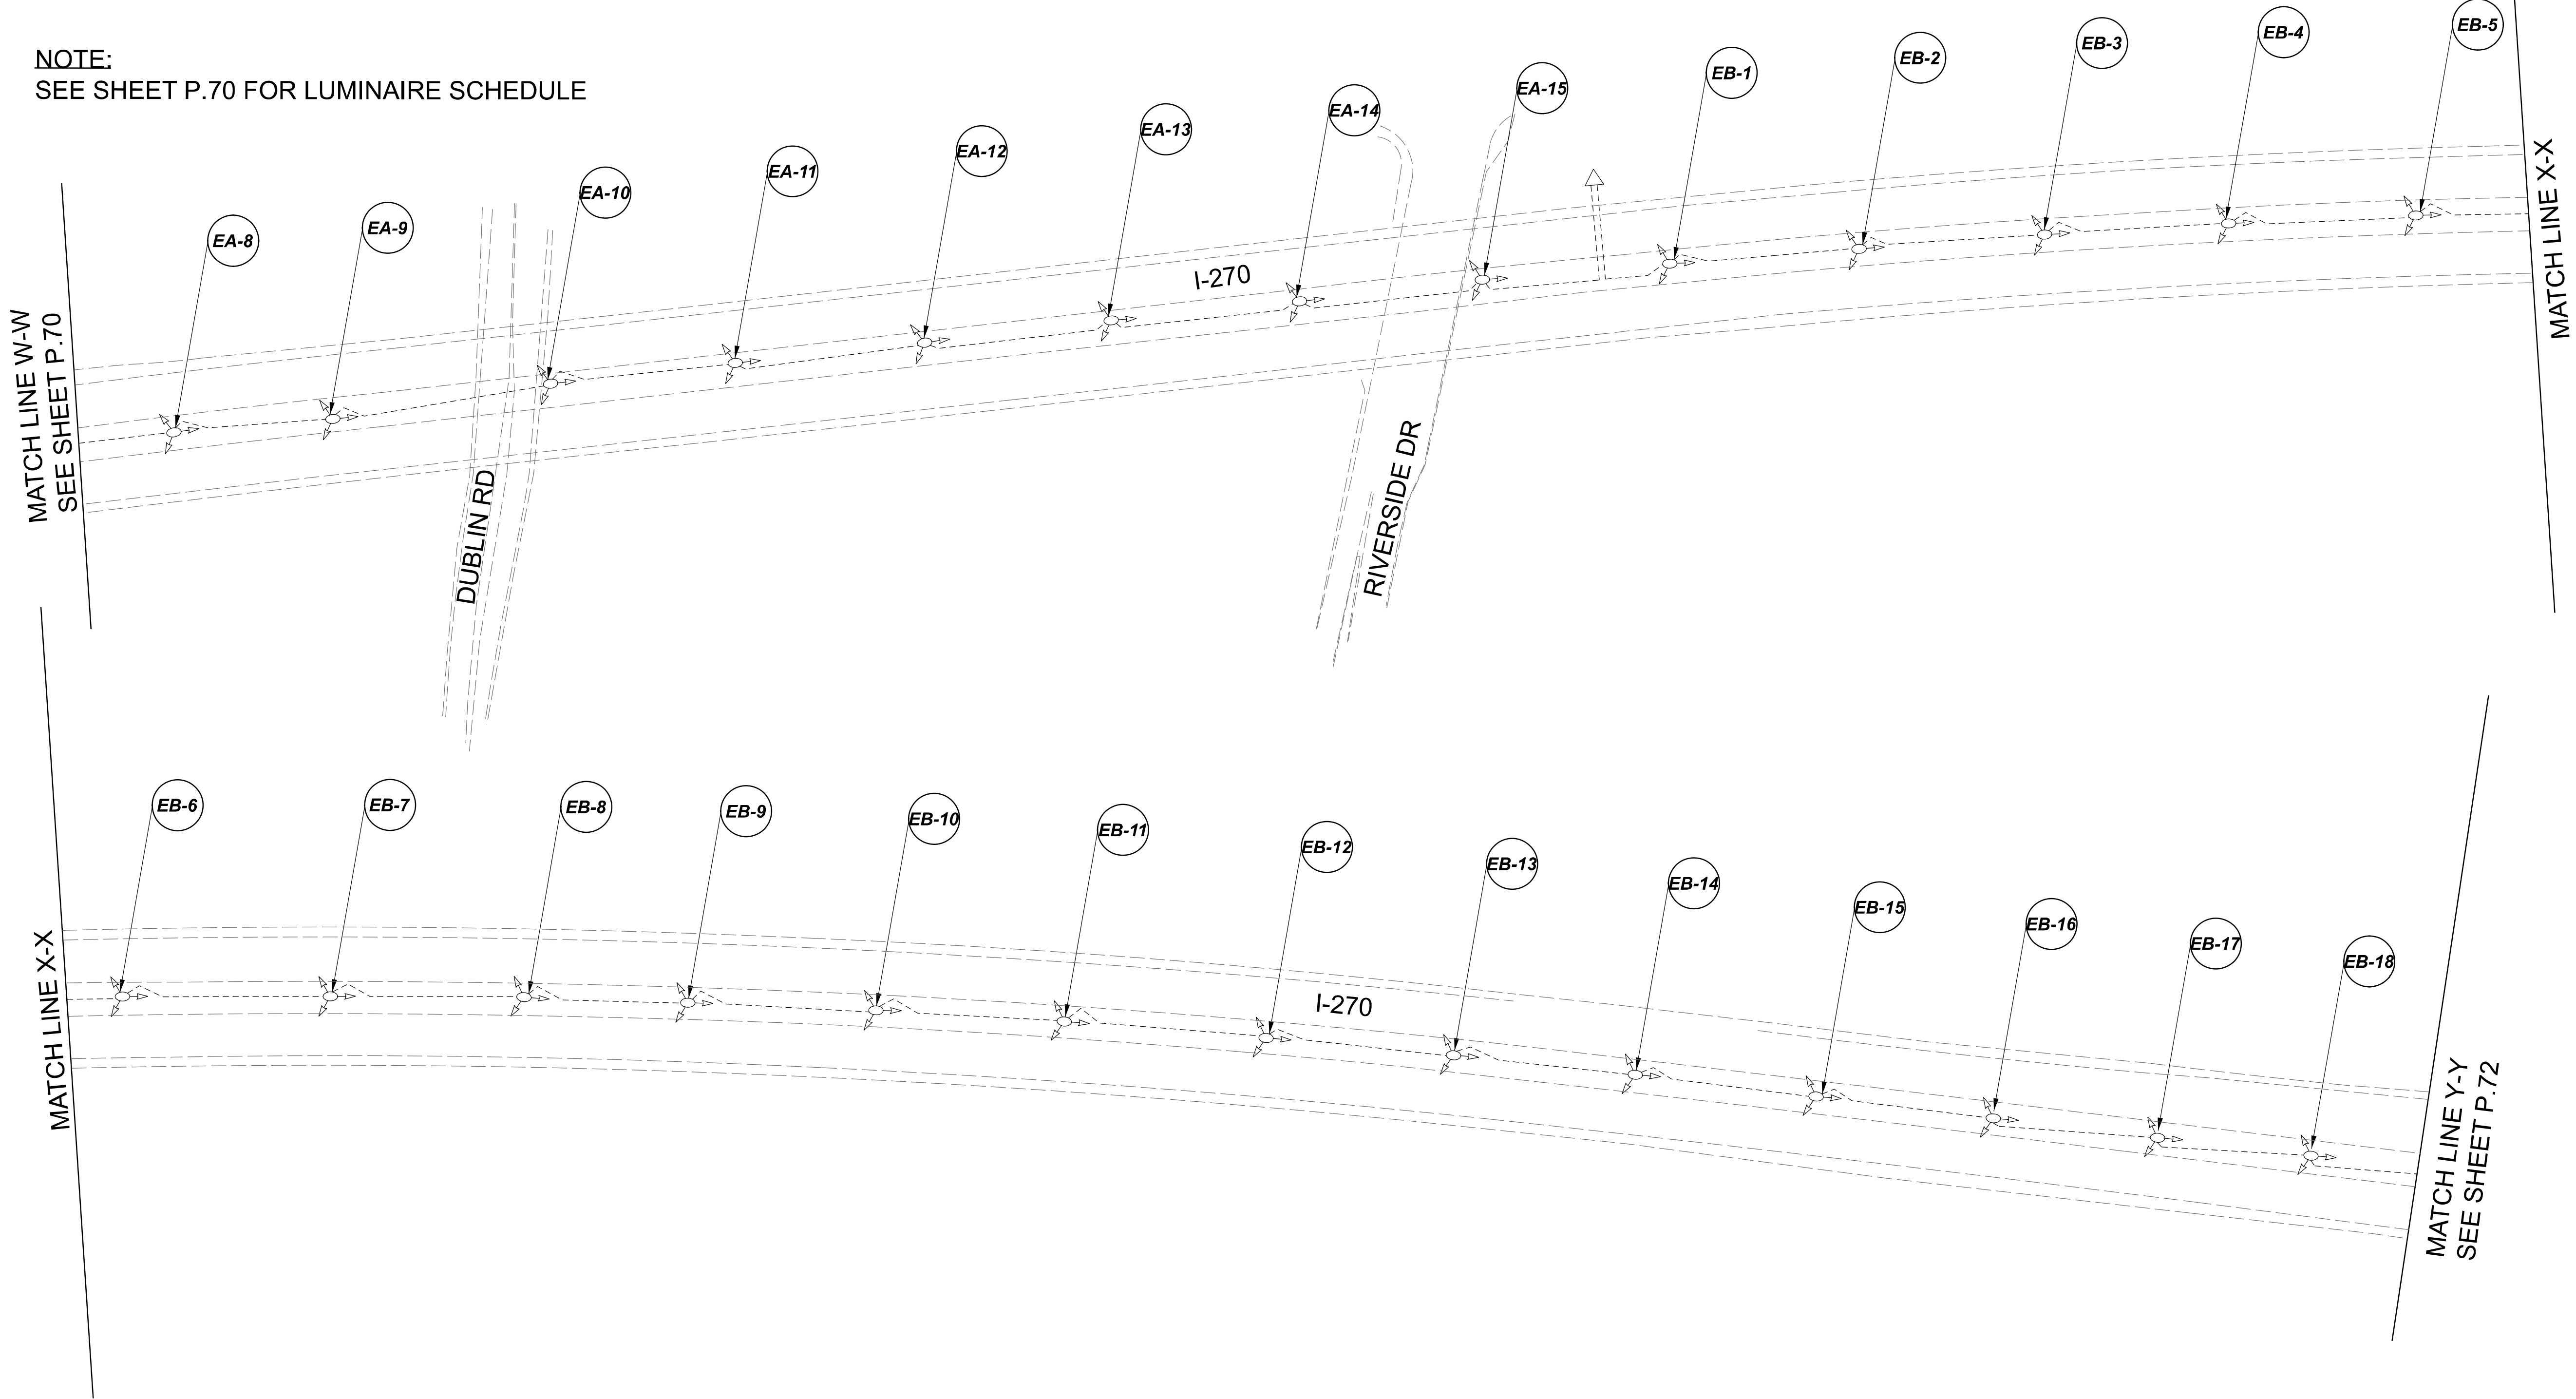 NOTE:
SEE SHEET P.70 FOR LUMINAIRE SCHEDULE
MATCH LINE W-W
SEE SHEET P.70
EA-8
EA-9
EA-10
EA-11
EA-12
EA-13
EA-14
EA-15
EB-1
EB-2
EB-3
EB-4
EB-5
I-270
DUBLIN RD
RIVERSIDE DR
MATCH LINE X-X
MATCH LINE X-X
EB-6
EB-7
EB-8
EB-9
EB-10
EB-11
EB-12
EB-13
EB-14
EB-15
EB-16
EB-17
EB-18
I-270
MATCH LINE Y-Y
SEE SHEET P.72